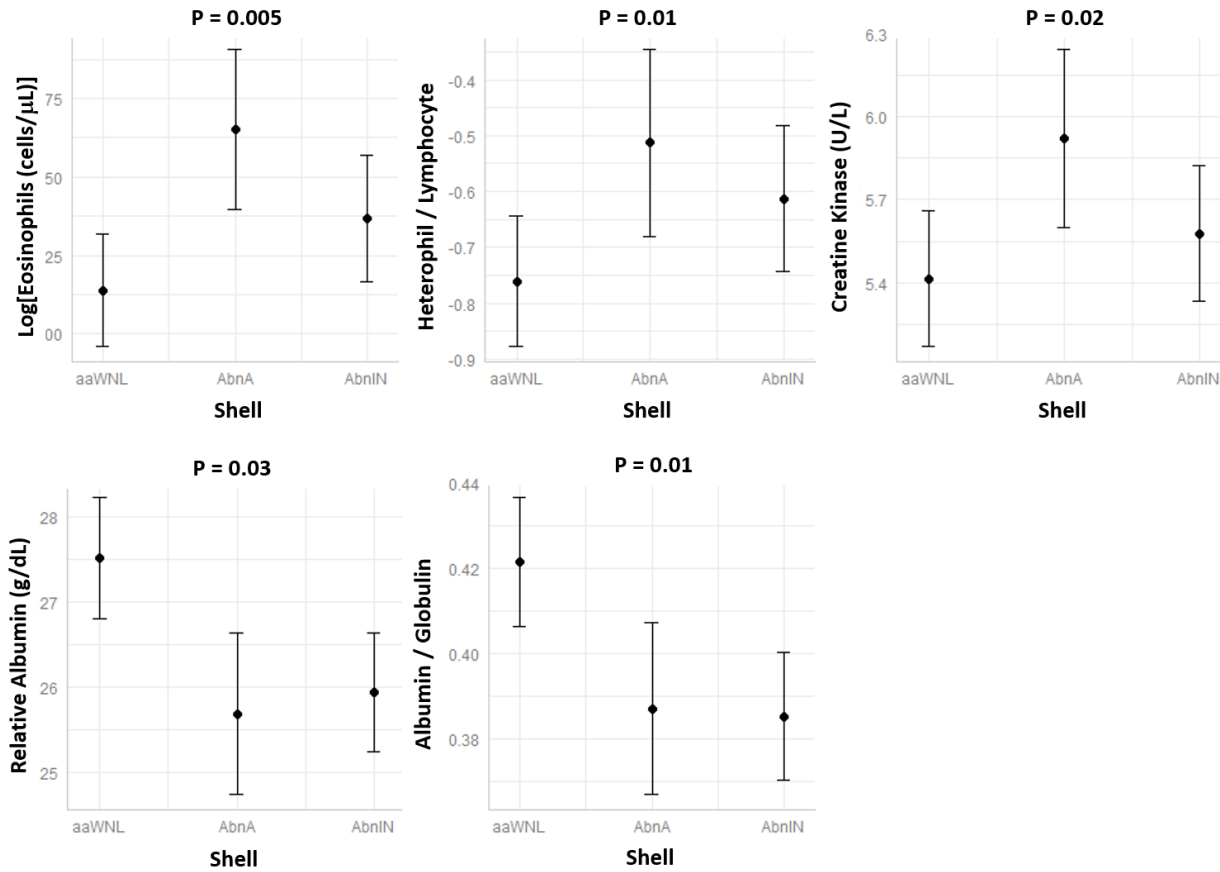 P = 0.005
Log[Eosinophils (cells/μL)]
75
50
25
00
aaWNL AbnA AbnIN
Shell
P = 0.01
Heterophil / Lymphocyte
-0.4
-0.5
-0.6
-0.7
-0.8
-0.9
aaWNL AbnA AbnIN
Shell
P = 0.02
Creatine Kinase (U/L)
6.3
6.0
5.7
5.4
aaWNL AbnA AbnIN
Shell
P = 0.03
Relative Albumin (g/dL)
28
27
26
25
aaWNL AbnA AbnIN
Shell
P = 0.01
Albumin / Globulin
0.44
0.42
0.40
0.38
aaWNL AbnA AbnIN
Shell